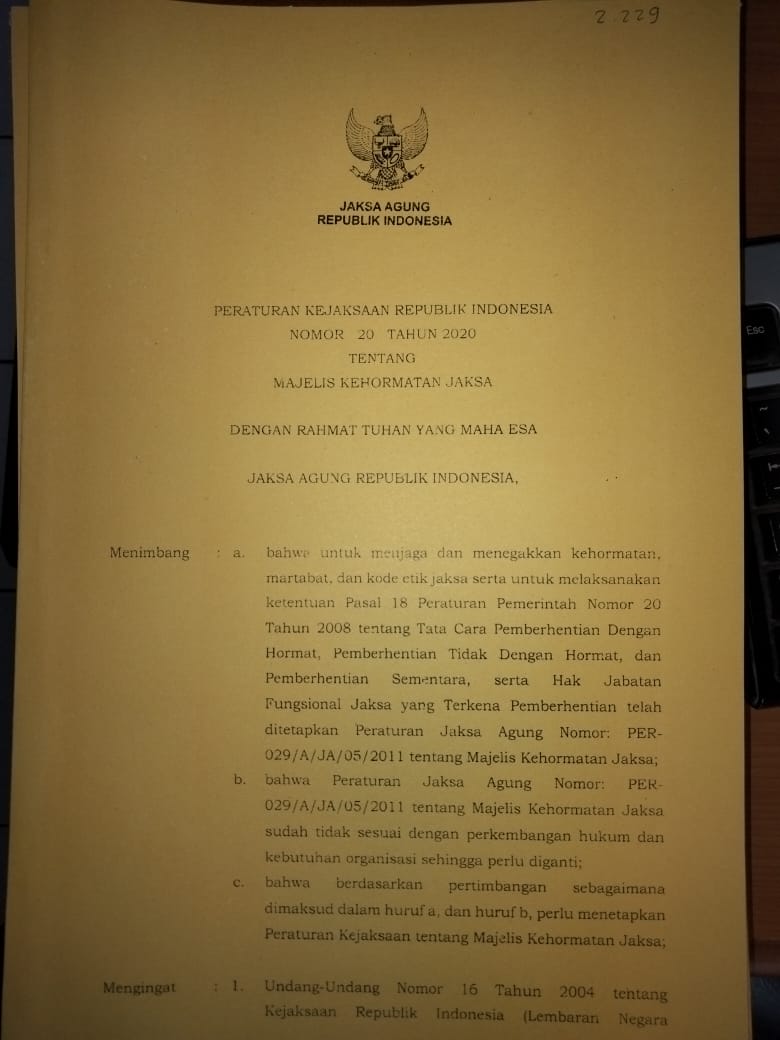 2.229
JAKSA AGUNG
REPUBLIK INDONESIA
PERATURAN KEJAKSAAN REPUBLIK INDONESIA
NOMOR 20 TAHUN 2020
TENTANG
MAJELIS KEHORMATAN JAKSA
DENGAN RAHMAT TUHAN YANG MAHA ESA
JAKSA AGUNG REPUBLIK INDONESIA,
Menimbang : a. bahwa untuk menjaga dan menegakkan kehormatan,
martabat, dan kode etik jaksa serta untuk melaksanakan
ketentuan Pasal 18 Peraturan Pemerintah Nomor 20
Tahun 2008 tentang Tata Cara Pemberhentian Dengan
Hormat, Pemberhentian Tidak Dengan Hormat, dan
Pemberhentian Sementara, serta Hak Jabatan
Fungsional Jaksa yang Terkena Pemberhentian telah
ditetapkan Peraturan Jaksa Agung Nomor: PER-
029/A/JA/05/2011 tentang Majelis Kehormatan Jaksa;
b. bahwa Peraturan Jaksa Agung Nomor: PER-
029/A/JA/05/2011 tentang Majelis Kehormatan Jaksa
sudah tidak sesuai dengan perkembangan hukum dan
kebutuhan organisasi sehingga perlu diganti;
c. bahwa berdasarkan pertimbangan sebagaimana
dimaksud dalam huruf a, dan huruf b, perlu menetapkan
Peraturan Kejaksaan tentang Majelis Kehormatan Jaksa;
Mengingat : 1. Undang-Undang Nomor 16 Tahun 2004 tentang
Kejaksaan Republik Indonesia (Lembaran Negara
Esc